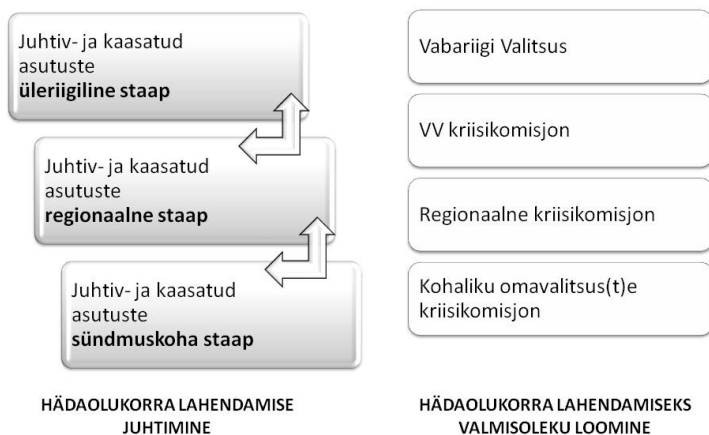 Juhtiv- ja kaasatud
asutuste
üleriigiline staap
Juhtiv- ja kaasatud
asutuste
regionaalne staap
Juhtiv- ja kaasatud
asutuste
sündmuskoha staap
HÄDAOLUKORRA LAHENDAMISE
JUHTIMINE
Vabariigi Valitsus
VV kriisikomisjon
Regionaalne kriisikomisjon
Kohaliku omavalitsus(t)e
kriisikomisjon
HÄDAOLUKORRA LAHENDAMISEKS
VALMISOLEKU LOOMINE